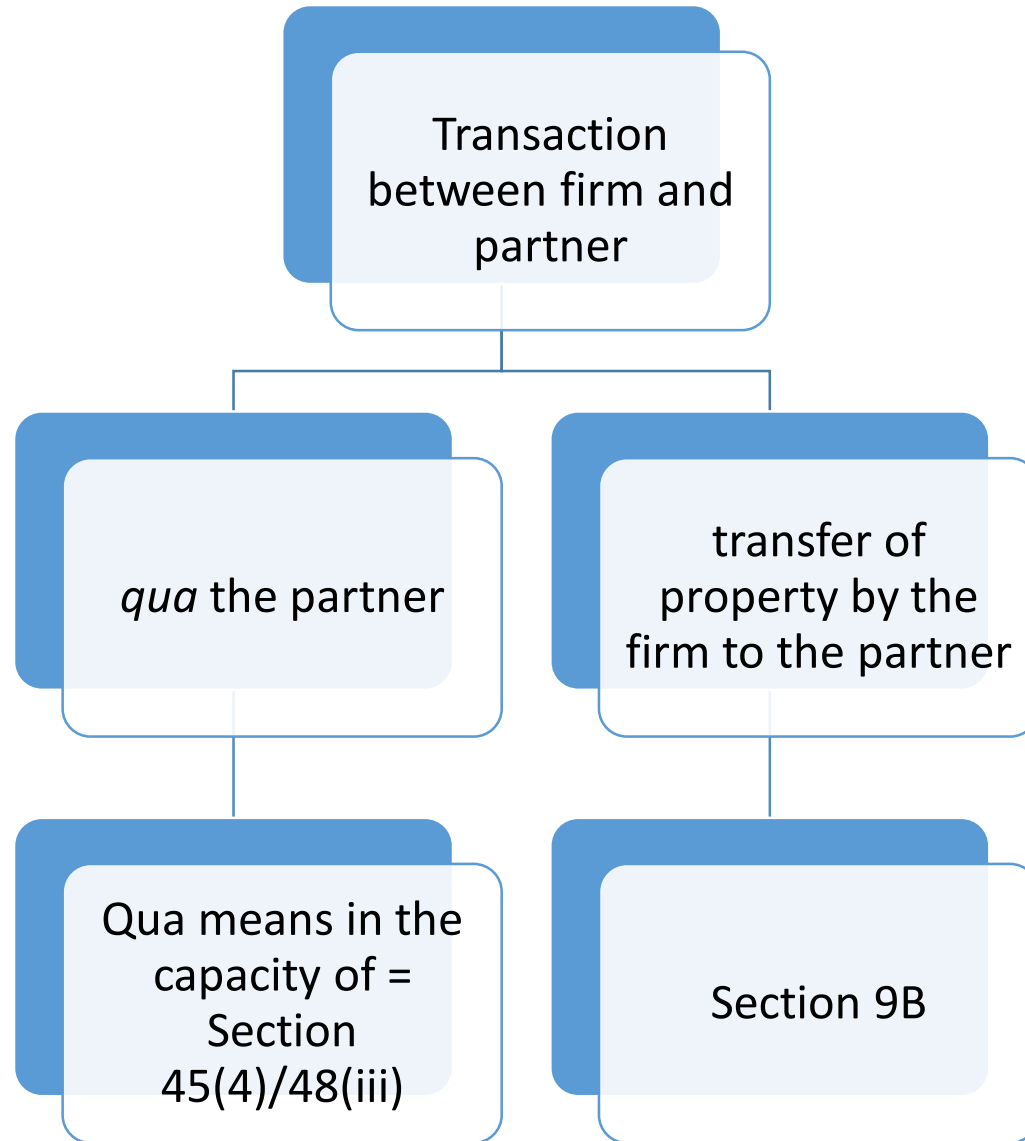 Transaction
between firm and
partner
qua the partner
transfer of
property by the
firm to the partner
Qua means in the
capacity of =
Section
45(4)/48(iii)
Section 9B